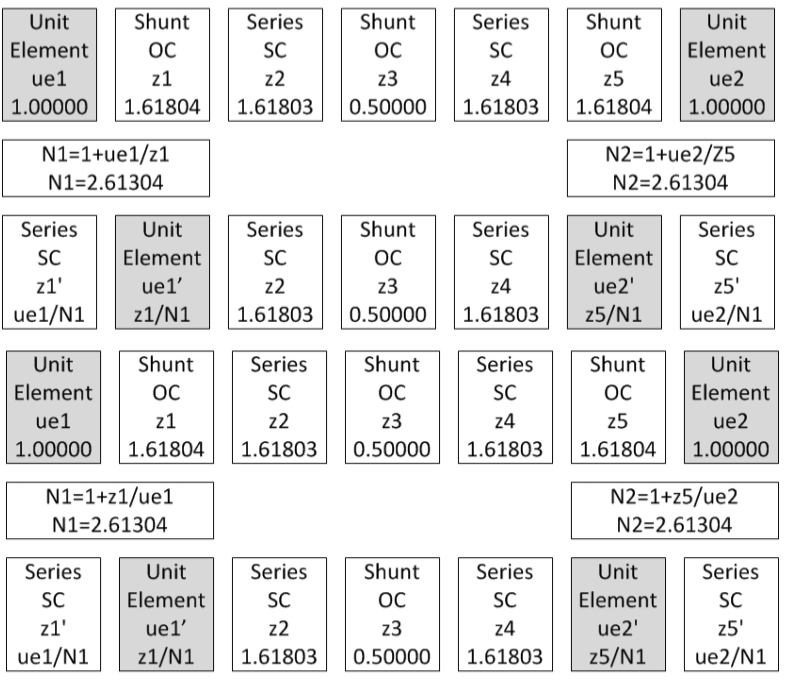 Unit Shunt Series Shunt Series Shunt Unit
Element OC SC OC SC OC Element
ue1 z1 z2 z3 z4 z5 ue2
1.00000 1.61804 1.61803 0.50000 1.61803 1.61804 1.00000
N1=1+ue1/z1 N2=1+ue2/Z5
N1=2.61304 N2=2.61304
Series Unit Series Shunt Series Unit Series
SC Element SC OC SC Element SC
z1' ue1′ z2 z3 z4 ue2' z5'
ue1/N1 z1/N1 1.61803 0.50000 1.61803 z5/N1 ue2/N1
Unit Shunt Series Shunt Series Shunt Unit
Element OC SC OC SC OC Element
ue1 z1 z2 z3 z4 z5 ue2
1.00000 1.61804 1.61803 0.50000 1.61803 1.61804 1.00000
N1=1+z1/ue1 N2=1+z5/ue2
N1=2.61304 N2=2.61304
Series Unit Series Shunt Series Unit Series
SC Element SC OC SC Element SC
z1' ue1′ z2 z3 z4 ue2' z5'
ue1/N1 z1/N1 1.61803 0.50000 1.61803 z5/N1 ue2/N1